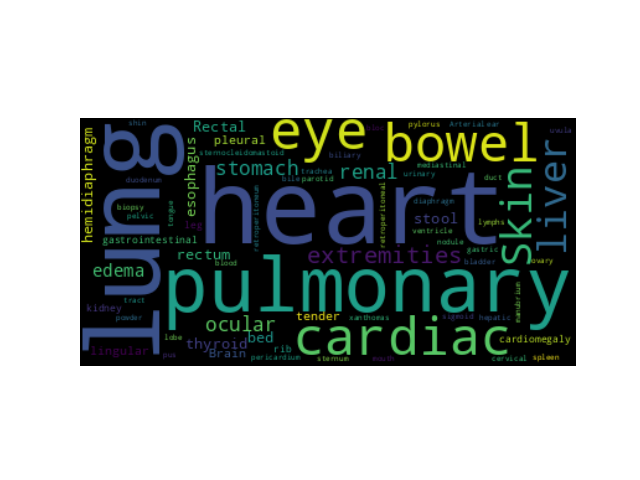 shin
Rectal
eye
pylorus
Arterialear
uvula
hemidiaphragm
lung
esophagus
pleural
bowel
sternocleidomastoid
biliary
stomach
trachea
renal
mediastinal
urinary
duct
liver
duodenum
bile
parotid
skin
heart
biopsy
pelvic
tongue
retroperitoneum
retroperitoneal
diaphragm
stool
lymphs
leg
ventricle
gastrointestinal
nodule
gastric
rectum
extremities
edema
blood
bladder
ovary
pulmonary
tract
kidney
powder
manubrium
tender
xanthomas
sigmoid
hepatic
ocular
cardiac
lobe
thyroid
bed
cardiomegaly
lingular
pus
Brain
rib
pericardium
sternum
mouth
cervical
spleen